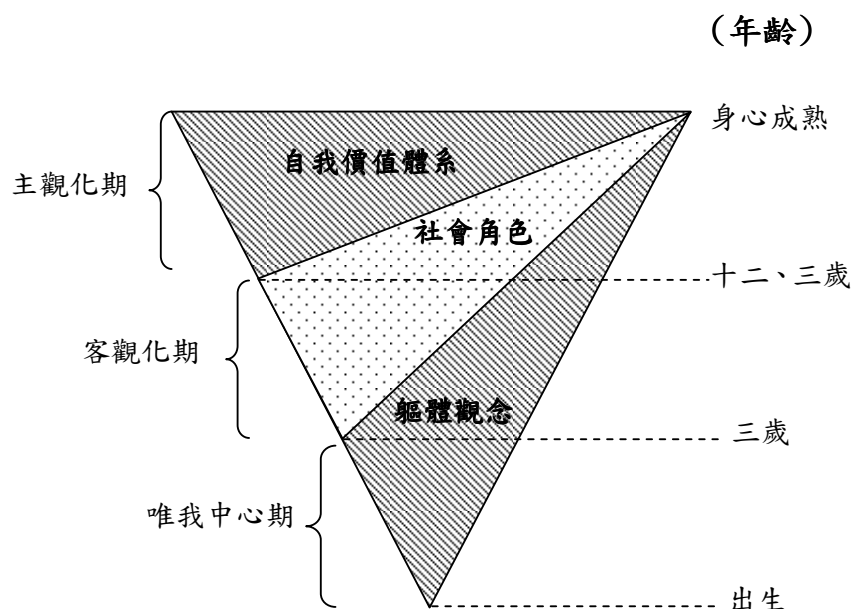 （年齡）
身心成熟
自我價值體系
主觀化期
社會角色
十二、三歲
客觀化期
軀體觀念
三歲
唯我中心期
出生